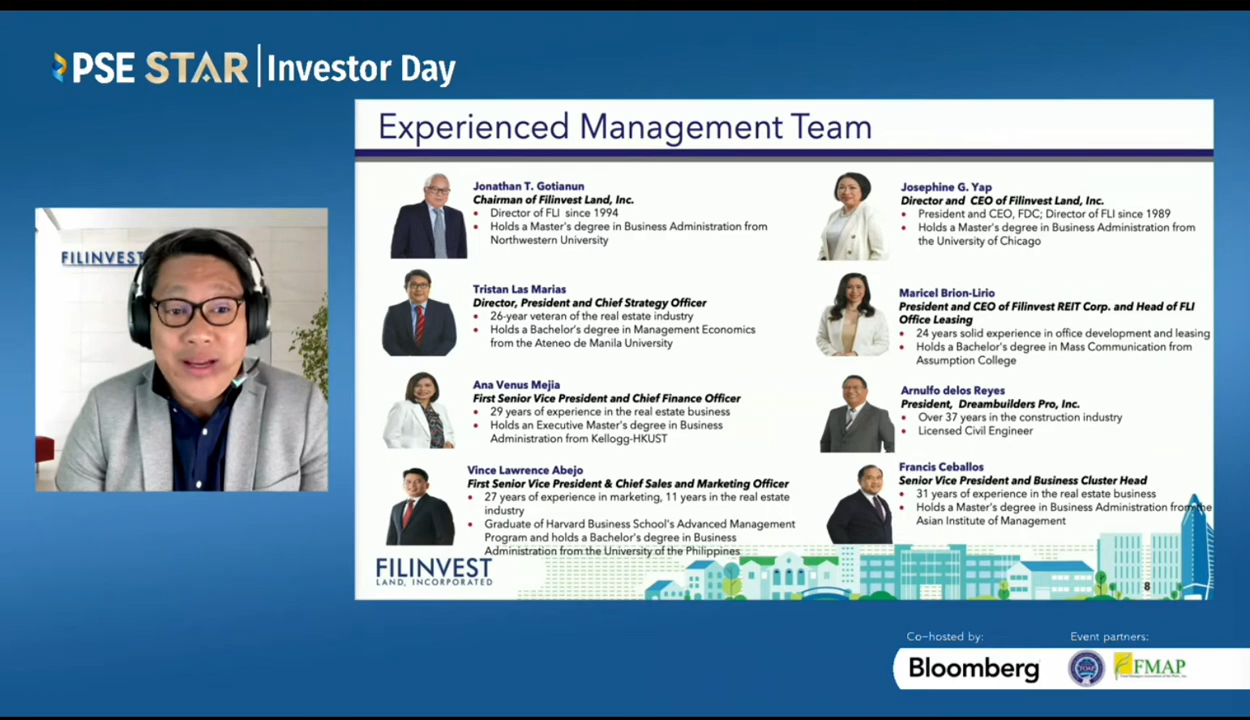 PSE STAR Investor Day
Experienced Management Team
FILINVEST
Jonathan T. Gotianun
Chairman of Filinvest Land, Inc.
• Director of FLI since 1994
• Holds a Master's degree in Business Administration from
Northwestern University
Josephine G. Yap
Director and CEO of Filinvest Land, Inc.
• President and CEO, FDC; Director of FLI since 1989
• Holds a Master's degree in Business Administration from
the University of Chicago
Tristan Las Marias
Director, President and Chief Strategy Officer
• 26-year veteran of the real estate industry
• Holds a Bachelor's degree in Management Economics
from the Ateneo de Manila University
Maricel Brion-Lirio
President and CEO of Filinvest REIT Corp. and Head of FLI
Office Leasing
• 24 years solid experience in office development and leasing
• Holds a Bachelor's degree in Mass Communication from
Assumption College
Ana Venus Mejia
First Senior Vice President and Chief Finance Officer
• 29 years of experience in the real estate business
• Holds an Executive Master's degree in Business
Administration from Kellogg-HKUST
Arnulfo delos Reyes
President, Dreambuilders Pro, Inc.
• Over 37 years in the construction industry
• Licensed Civil Engineer
Vince Lawrence Abejo
First Senior Vice President & Chief Sales and Marketing Officer
• 27 years of experience in marketing, 11 years in the real estate
industry
• Graduate of Harvard Business School's Advanced Management
Program and holds a Bachelor's degree in Business
Administration from the University of the Philippines
Francis Ceballos
Senior Vice President and Business Cluster Head
• 31 years of experience in the real estate business
• Holds a Master's degree in Business Administration from the
Asian Institute of Management
FILINVEST
LAND, INCORPORATED
8
Co-hosted by:
Event partners:
Bloomberg
FMAP